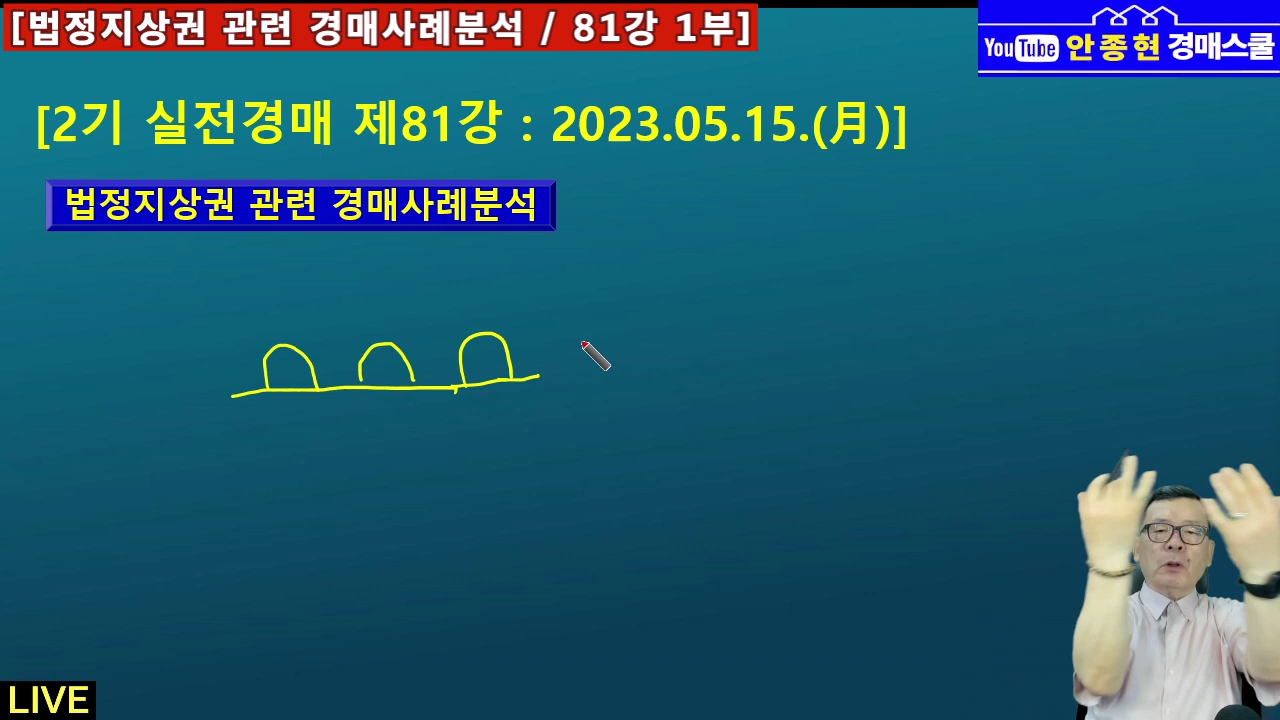 [법정지상권 관련 경매사례분석 / 81강 1부]
YouTube 안종현 경매스쿨
[2기 실전경매 제81강 : 2023.05.15.(月)]
법정지상권 관련 경매사례분석
LIVE